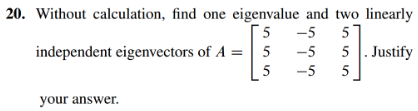 20. Without calculation, find one eigenvalue and two linearly
independent eigenvectors of A = [ 5 -5 5 ; 5 -5 5 ; 5 -5 5 ]. Justify
your answer.